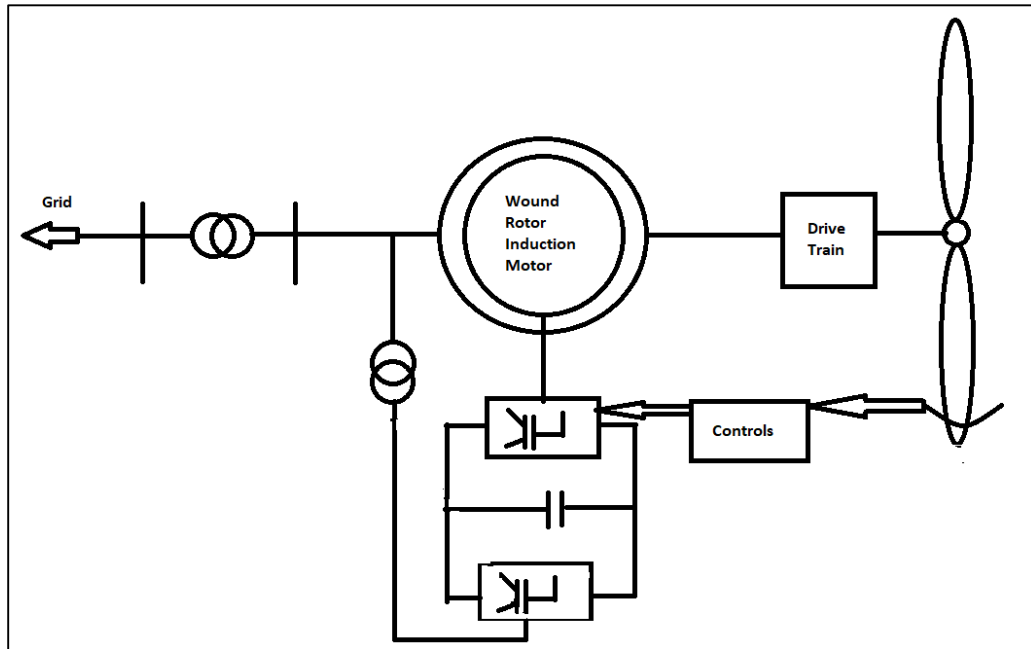 Grid
Wound
Rotor
Induction
Motor
Drive
Train
Controls